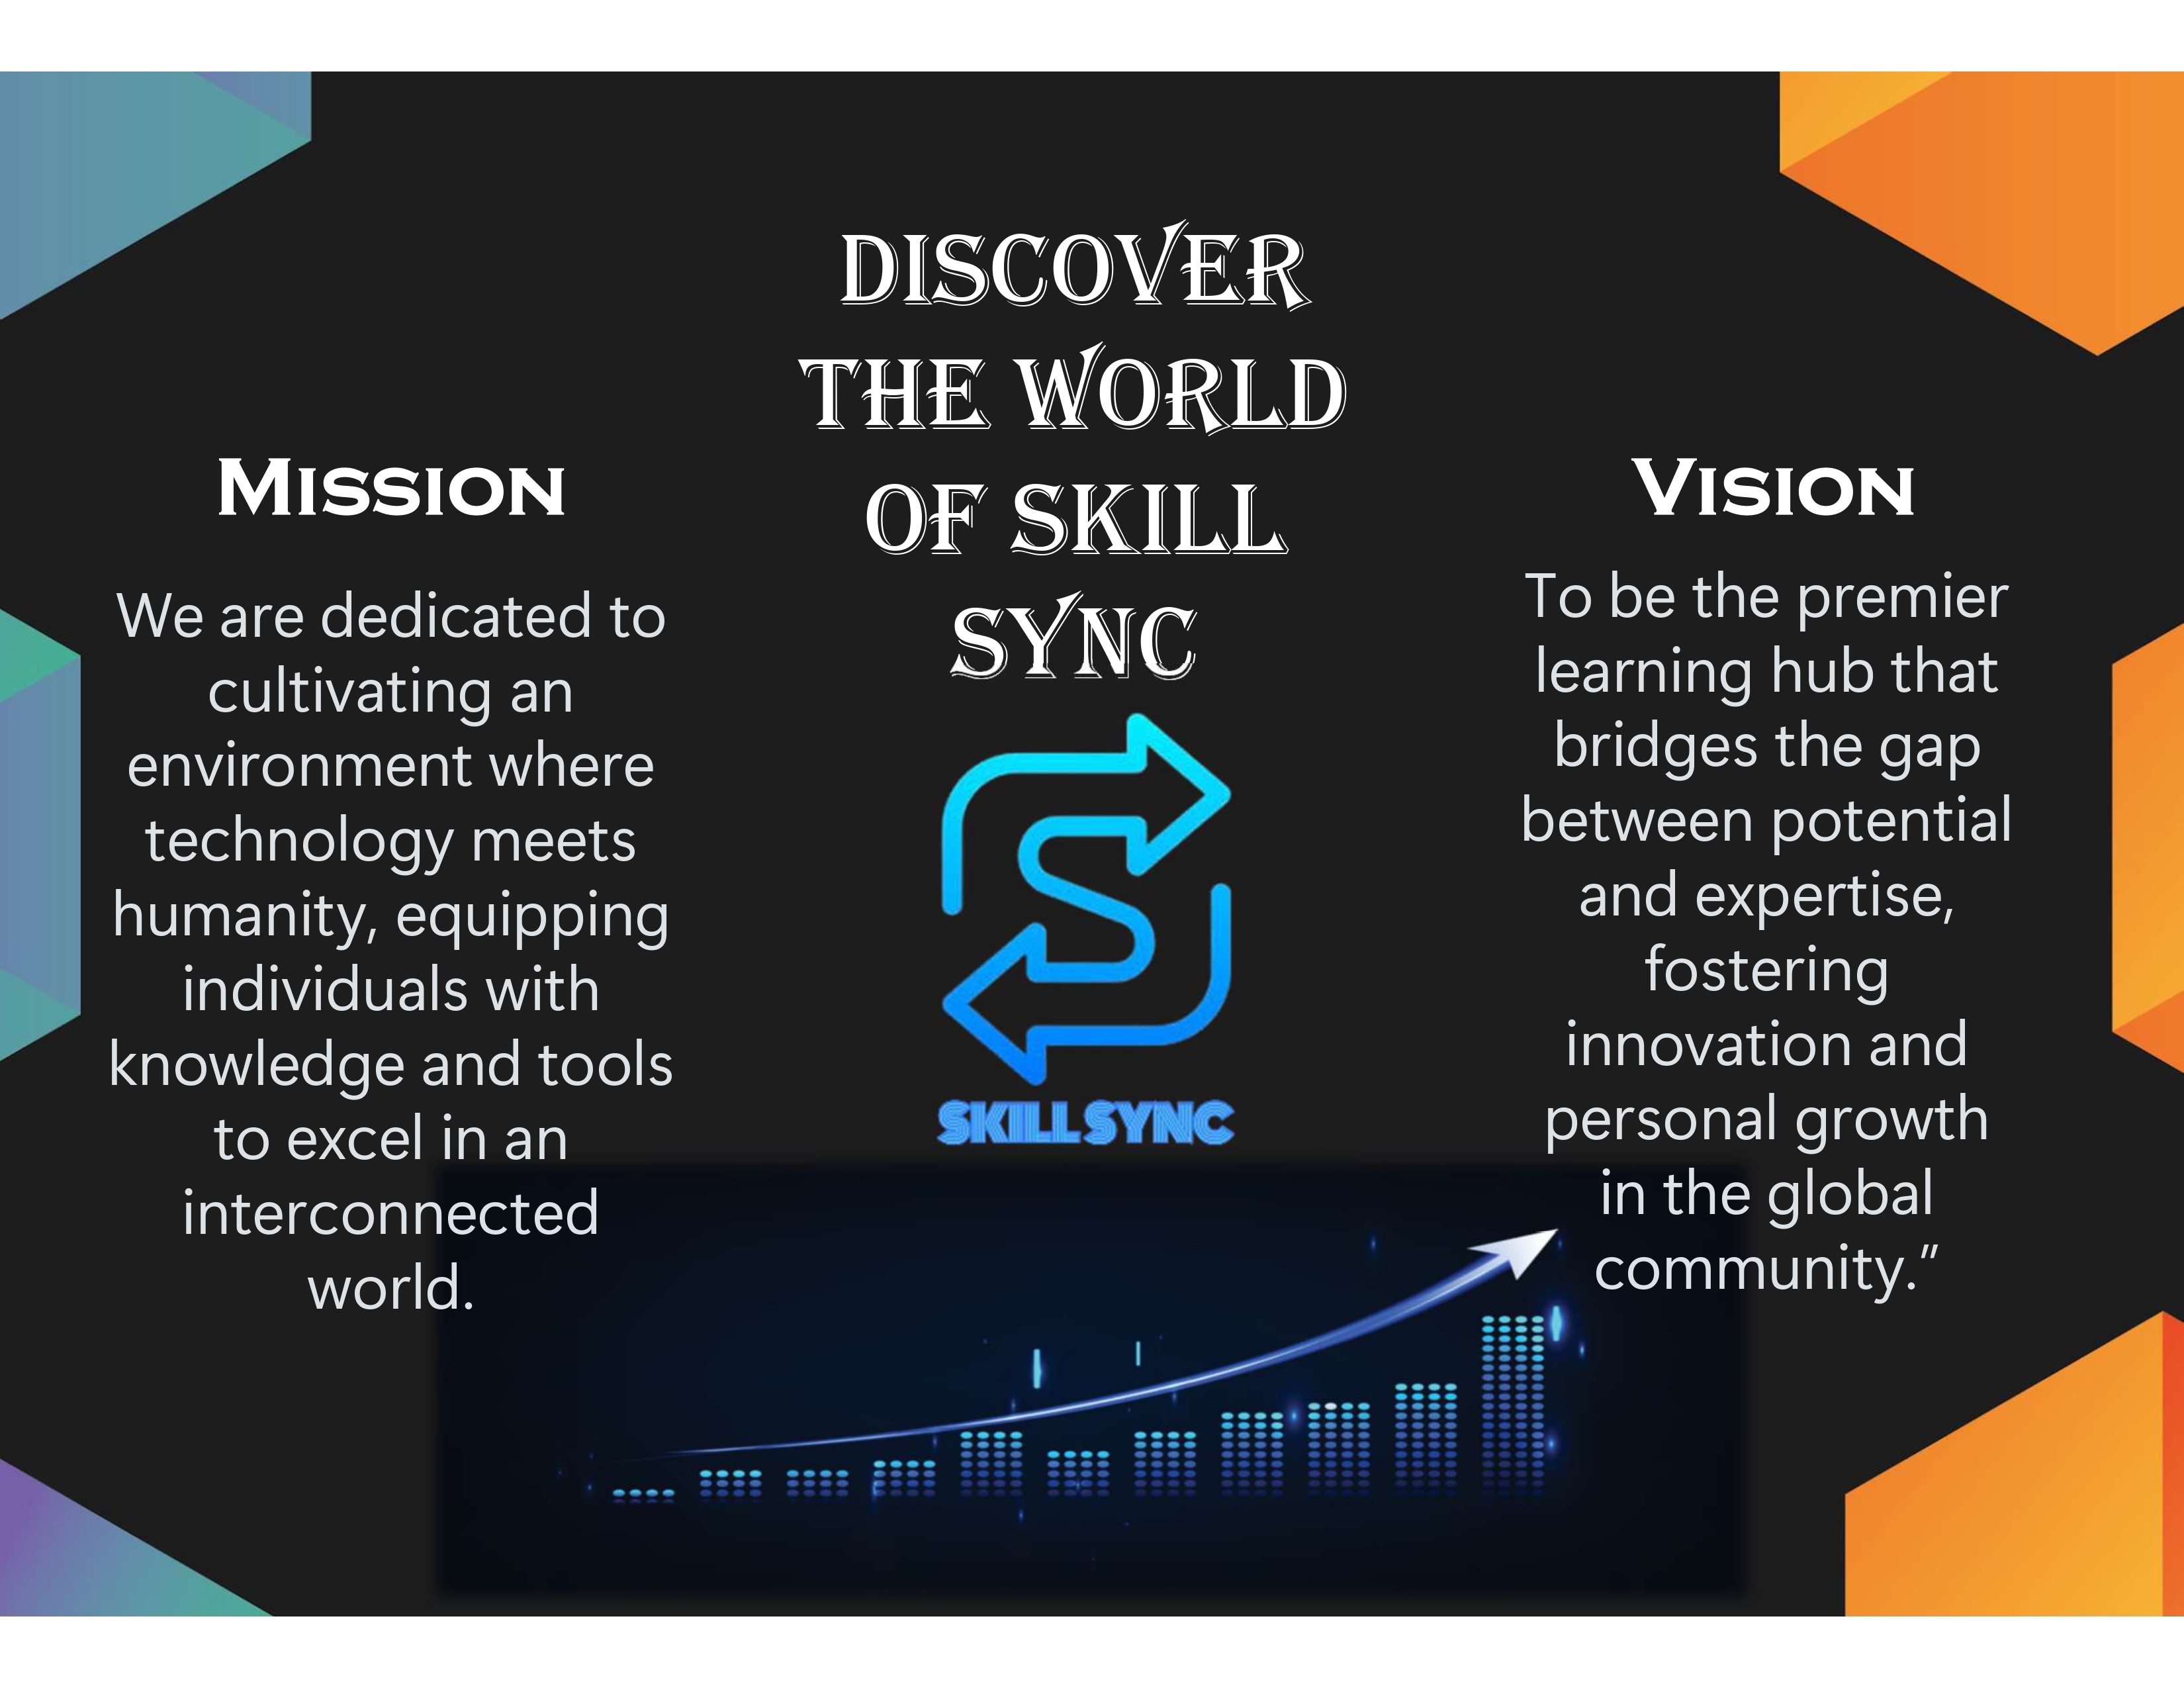 DISCOVER
THE WORLD
OF SKILL
SYNC
Mission
We are dedicated to
cultivating an
environment where
technology meets
humanity, equipping
individuals with
knowledge and tools
to excel in an
interconnected
world.
SKILL SYNC
Vision
To be the premier
learning hub that
bridges the gap
between potential
and expertise,
fostering
innovation and
personal growth
in the global
community.”